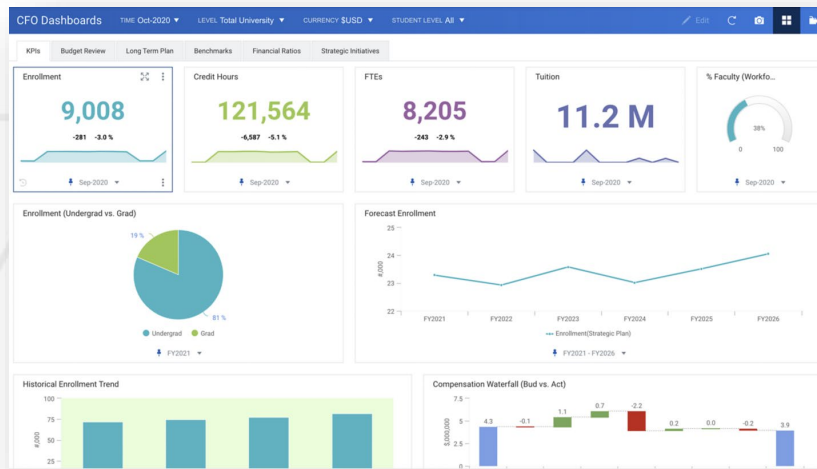 CFO Dashboards TIME Oct-2020 LEVEL Total University CURRENCY $USD STUDENT LEVEL All Edit
KPIs Budget Review Long Term Plan Benchmarks Financial Ratios Strategic Initiatives
Enrollment
9,008
-281 -3.0 %
Sep-2020
Credit Hours
121,564
-6,587 -5.1 %
Sep-2020
FTEs
8,205
-243 -2.9 %
Sep-2020
Tuition
11.2 M
Sep-2020
% Faculty (Workfo...
38%
0 100
Sep-2020
Enrollment (Undergrad vs. Grad)
19 %
81 %
Undergrad Grad
FY2021
Forecast Enrollment
25
24
23
22
#,000
FY2021 FY2022 FY2023 FY2024 FY2025 FY2026
Enrollment(Strategic Plan)
FY2021 - FY2026
Historical Enrollment Trend
100
75
50
25
#,000
Compensation Waterfall (Bud vs. Act)
7.5
5
2.5
0
$,000,000
4.3 -0.1 1.1 0.7 -2.2 0.2 0.0 -0.2 3.9